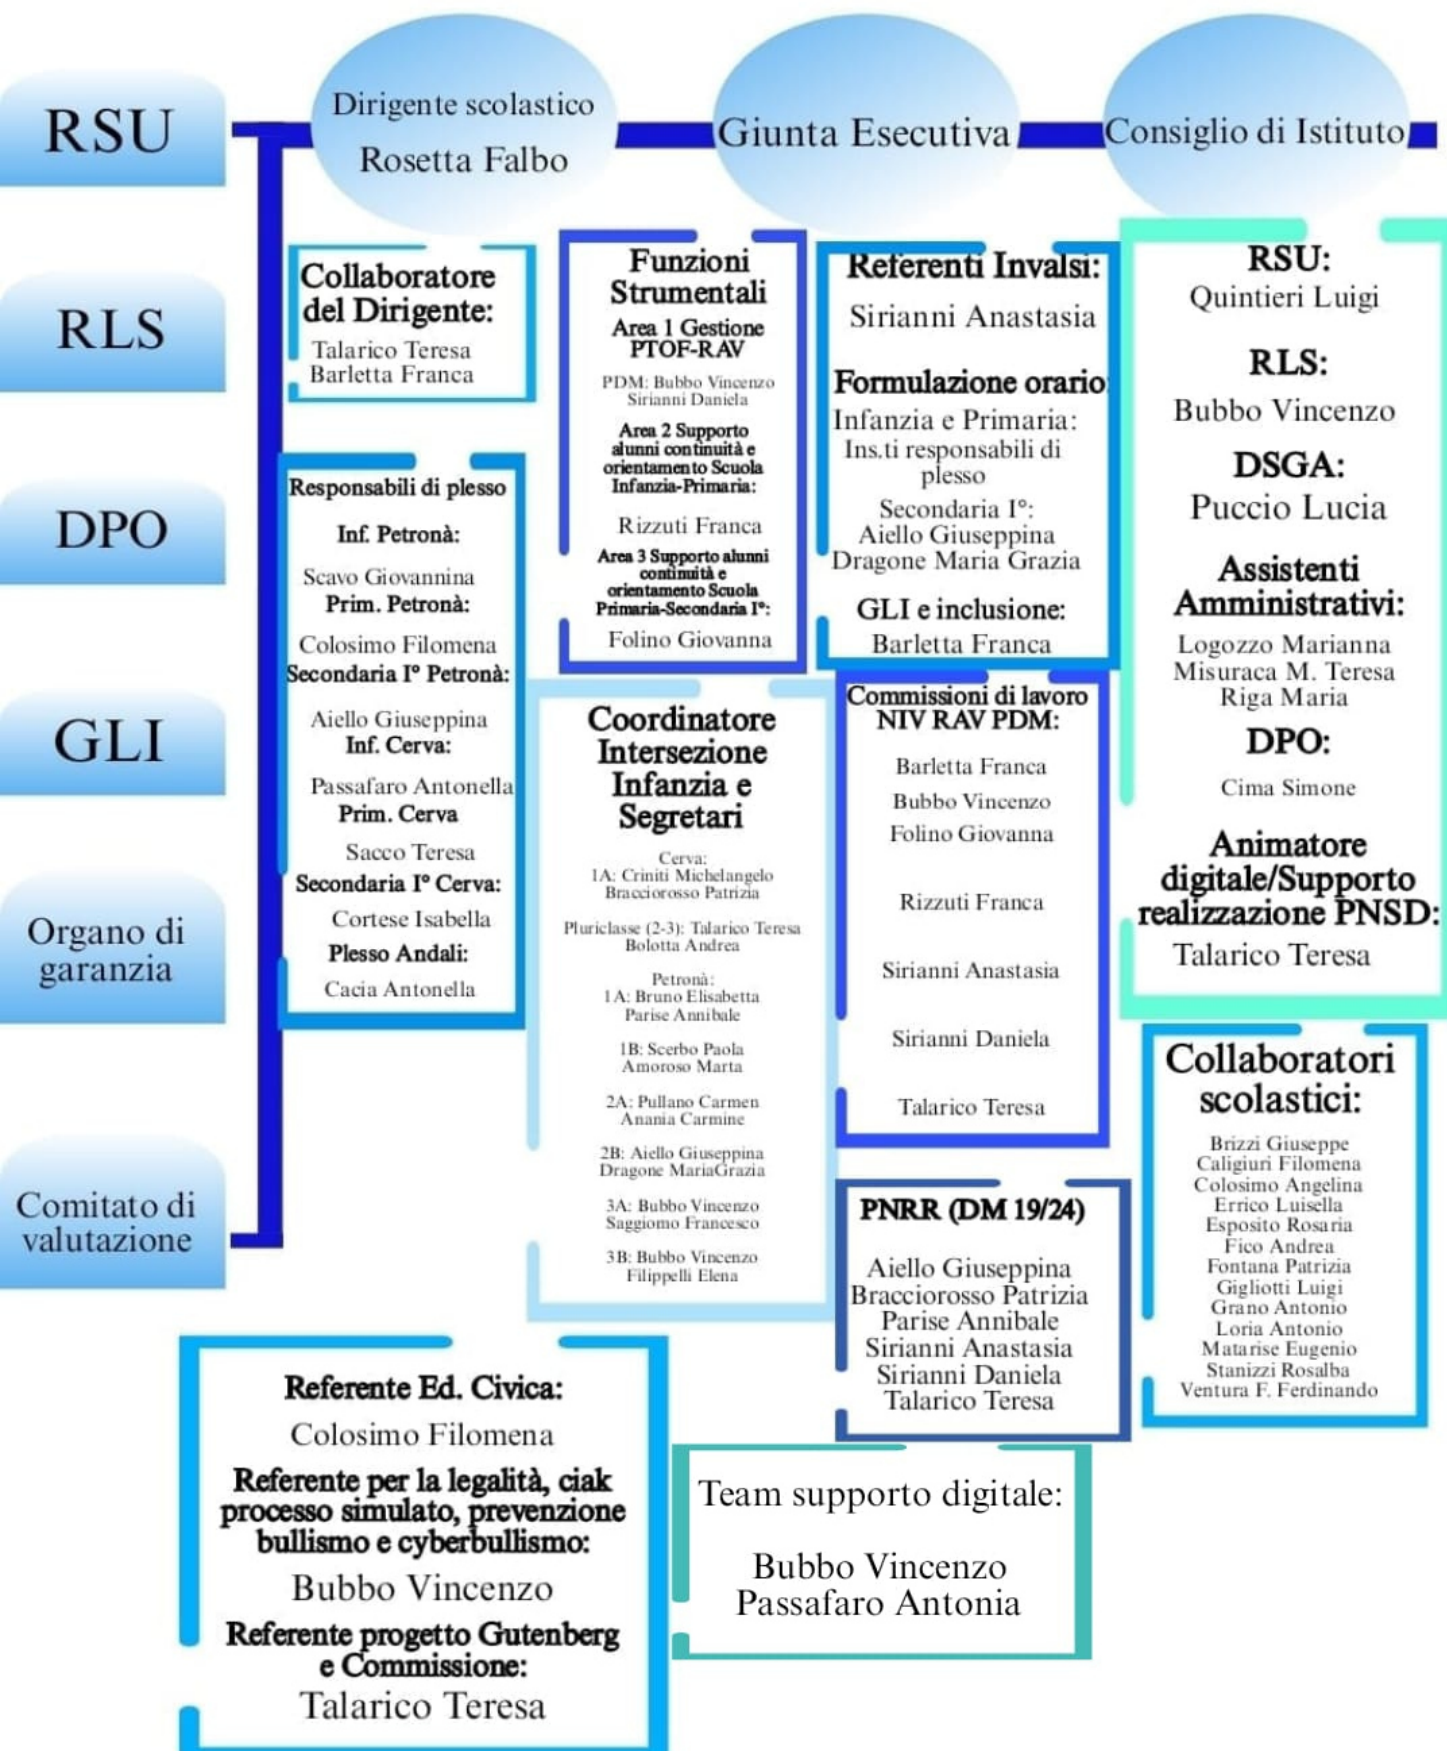 RSU
RLS
DPO
GLI
Organo di
garanzia
Comitato di
valutazione
Dirigente scolastico
Rosetta Falbo
Giunta Esecutiva
Consiglio di Istituto
Collaboratore
del Dirigente:
Talarico Teresa
Barletta Franca
Responsabili di plesso
Inf. Petronà:
Scavo Giovannina
Prim. Petronà:
Colosimo Filomena
Secondaria I° Petronà:
Aiello Giuseppina
Inf. Cerva:
Passafaro Antonella
Prim. Cerva
Sacco Teresa
Secondaria I° Cerva:
Cortese Isabella
Plesso Andali:
Cacia Antonella
Funzioni
Strumentali
Area 1 Gestione
PTOF-RAV
PDM: Bubbo Vincenzo
Sirianni Daniela
Area 2 Supporto
alunni continuità e
orientamento Scuola
Infanzia-Primaria:
Rizzuti Franca
Area 3 Supporto alunni
continuità e
orientamento Scuola
Primaria-Secondaria I°:
Folino Giovanna
Coordinatore
Intersezione
Infanzia e
Segretari
Cerva:
1A: Criniti Michelangelo
Bracciorosso Patrizia
Pluriclasse (2-3): Talarico Teresa
Bolotta Andrea
Petronà:
1A: Bruno Elisabetta
Parise Annibale
1B: Scerbo Paola
Amoroso Marta
2A: Pullano Carmen
Anania Carmine
2B: Aiello Giuseppina
Dragone MariaGrazia
3A: Bubbo Vincenzo
Saggiomo Francesco
3B: Bubbo Vincenzo
Filippelli Elena
Referenti Invalsi:
Sirianni Anastasia
Formulazione orario:
Infanzia e Primaria:
Ins.ti responsabili di
plesso
Secondaria I°:
Aiello Giuseppina
Dragone Maria Grazia
GLI e inclusione:
Barletta Franca
Commissioni di lavoro
NIV RAV PDM:
Barletta Franca
Bubbo Vincenzo
Folino Giovanna
Rizzuti Franca
Sirianni Anastasia
Sirianni Daniela
Talarico Teresa
PNRR (DM 19/24)
Aiello Giuseppina
Bracciorosso Patrizia
Parise Annibale
Sirianni Anastasia
Sirianni Daniela
Talarico Teresa
RSU:
Quintieri Luigi
RLS:
Bubbo Vincenzo
DSGA:
Puccio Lucia
Assistenti
Amministrativi:
Logozzo Marianna
Misuraca M. Teresa
Riga Maria
DPO:
Cima Simone
Animatore
digitale/Supporto
realizzazione PNSD:
Talarico Teresa
Collaboratori
scolastici:
Brizzi Giuseppe
Caligiuri Filomena
Colosimo Angelina
Errico Luisella
Esposito Rosaria
Fico Andrea
Fontana Patrizia
Gigliotti Luigi
Grano Antonio
Loria Antonio
Matarise Eugenio
Stanizzi Rosalba
Ventura F. Ferdinando
Referente Ed. Civica:
Colosimo Filomena
Referente per la legalità, ciak
processo simulato, prevenzione
bullismo e cyberbullismo:
Bubbo Vincenzo
Referente progetto Gutenberg
e Commissione:
Talarico Teresa
Team supporto digitale:
Bubbo Vincenzo
Passafaro Antonia